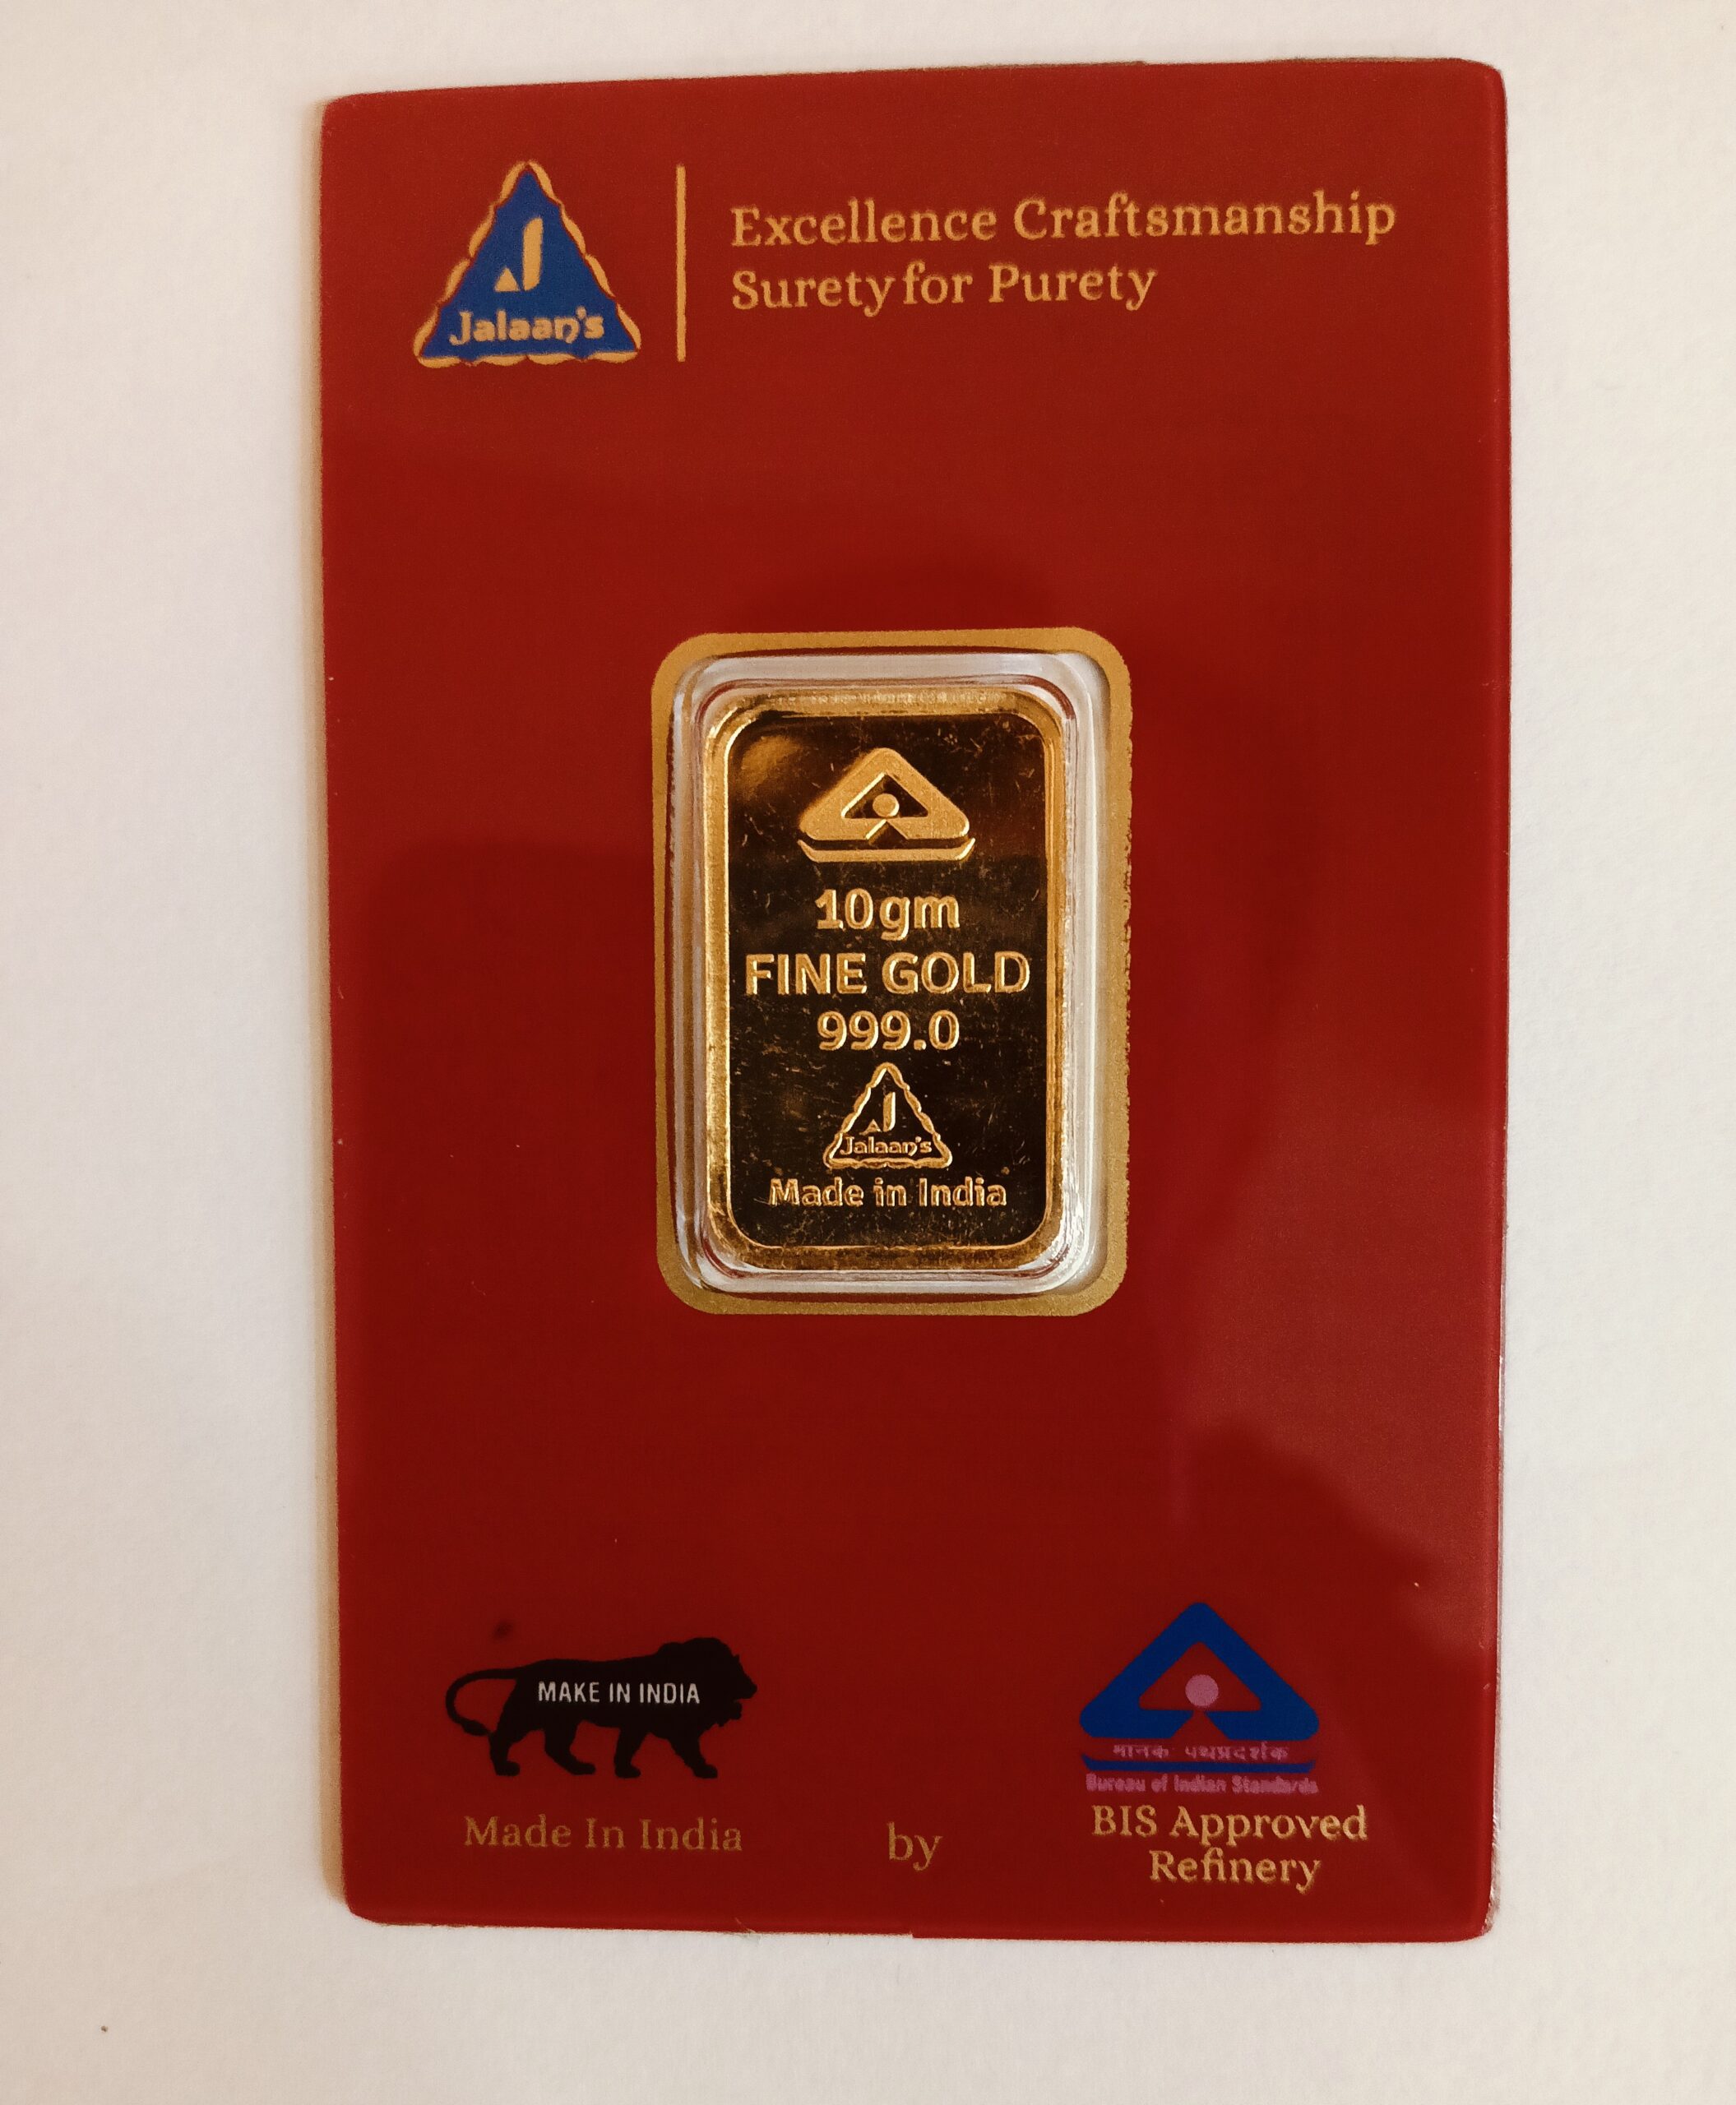 Jalaan's
Excellence Craftsmanship
Surety for Purety
10gm
FINE GOLD
999.0
Jalaan's
Made in India
MAKE IN INDIA
Made In India
by
मानक पथप्रदर्शक
Bureau of Indian Standards
BIS Approved
Refinery